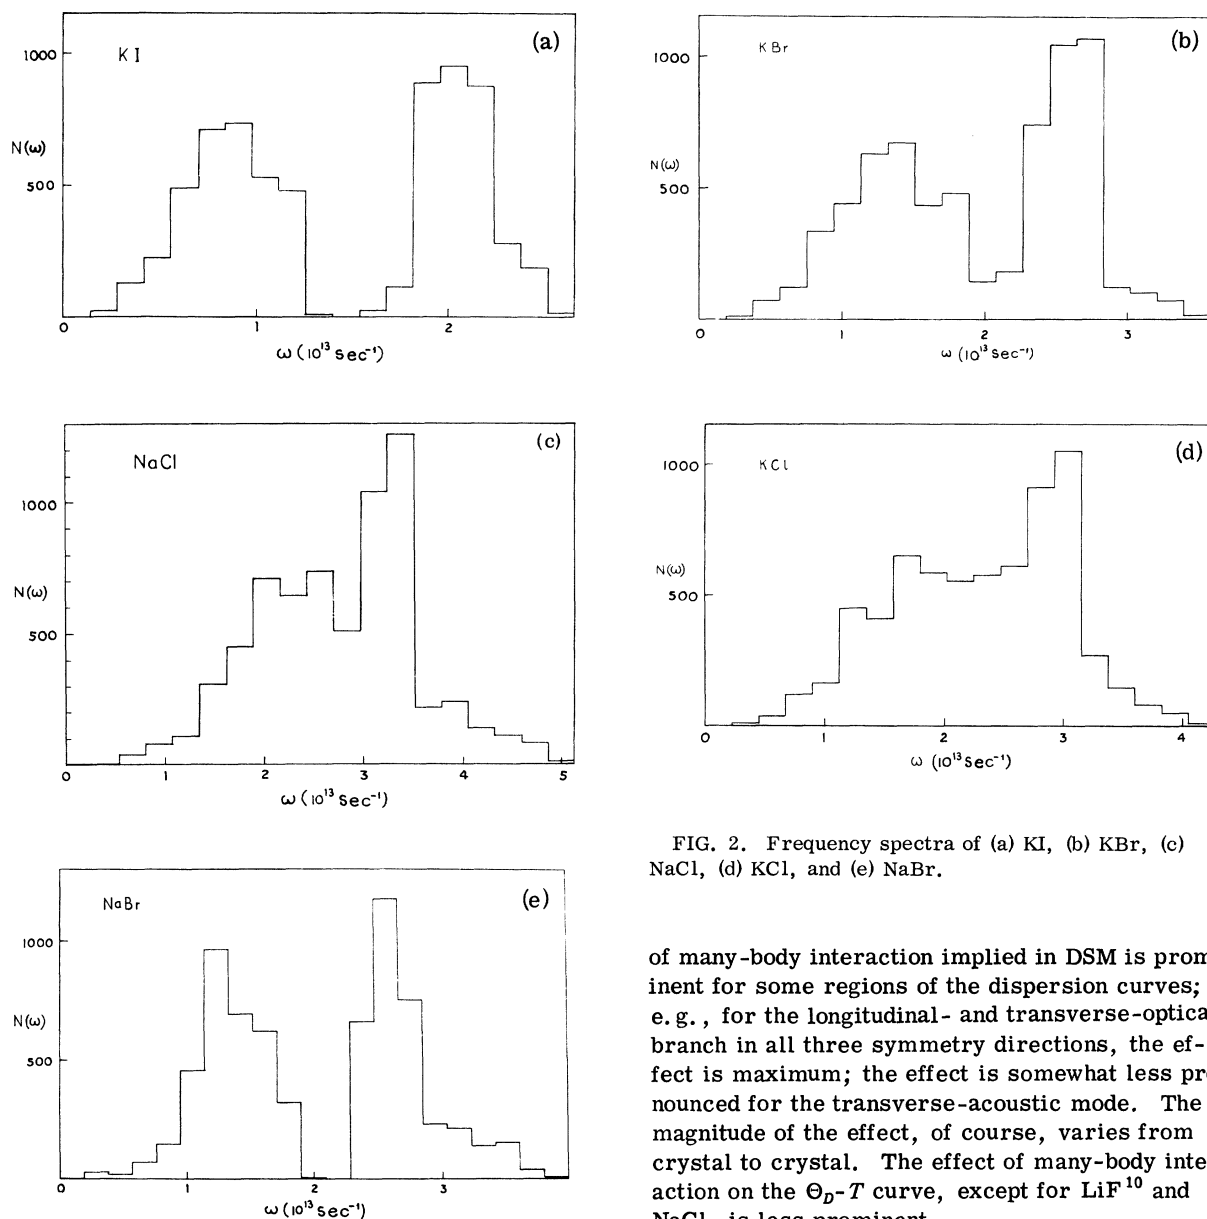 (a)
KI
1000
N(ω)
500
0 1 2
ω (10¹³ sec⁻¹)
(b)
KBr
1000
N(ω)
500
0 1 2 3
ω (10¹³ sec⁻¹)
(c)
NaCl
1000
N(ω)
500
0 1 2 3 4 5
ω (10¹³ sec⁻¹)
(d)
KCl
1000
N(ω)
500
0 1 2 3 4
ω (10¹³ sec⁻¹)
FIG. 2. Frequency spectra of (a) KI, (b) KBr, (c)
NaCl, (d) KCl, and (e) NaBr.
(e)
NaBr
1000
N(ω)
500
0 1 2 3
ω (10¹³ sec⁻¹)
of many-body interaction implied in DSM is prom
inent for some regions of the dispersion curves;
e.g., for the longitudinal- and transverse-optica
branch in all three symmetry directions, the ef-
fect is maximum; the effect is somewhat less pro
nounced for the transverse-acoustic mode. The
magnitude of the effect, of course, varies from
crystal to crystal. The effect of many-body inte
action on the Θ_D-T curve, except for LiF¹⁰ and
NaCl, is less prominent